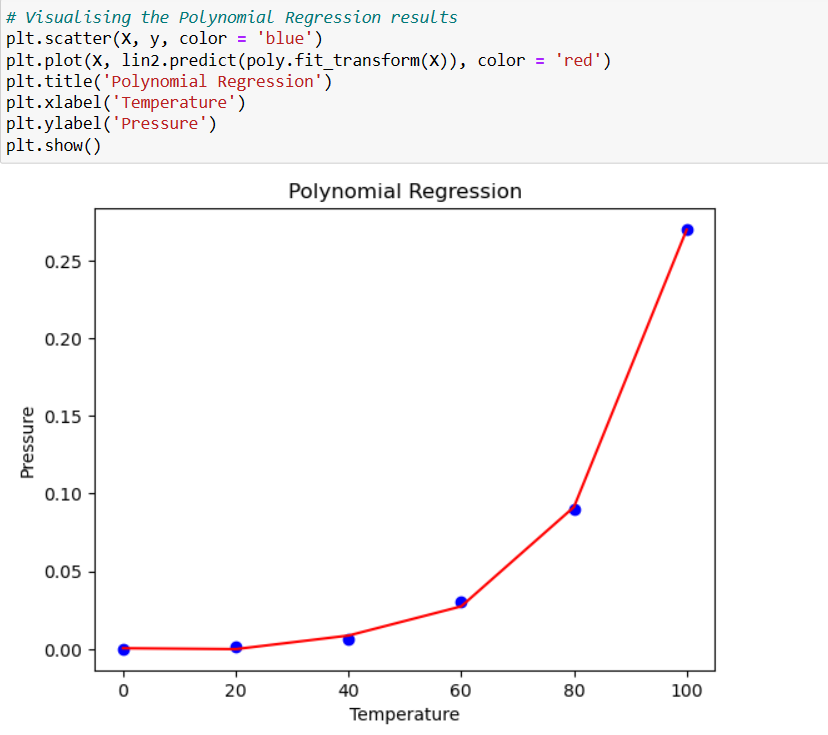 # Visualising the Polynomial Regression results
plt.scatter(X, y, color = 'blue')
plt.plot(X, lin2.predict(poly.fit_transform(X)), color = 'red')
plt.title('Polynomial Regression')
plt.xlabel('Temperature')
plt.ylabel('Pressure')
plt.show()
Polynomial Regression
0.25
0.20
0.15
0.10
0.05
0.00
Pressure
0 20 40 60 80 100
Temperature